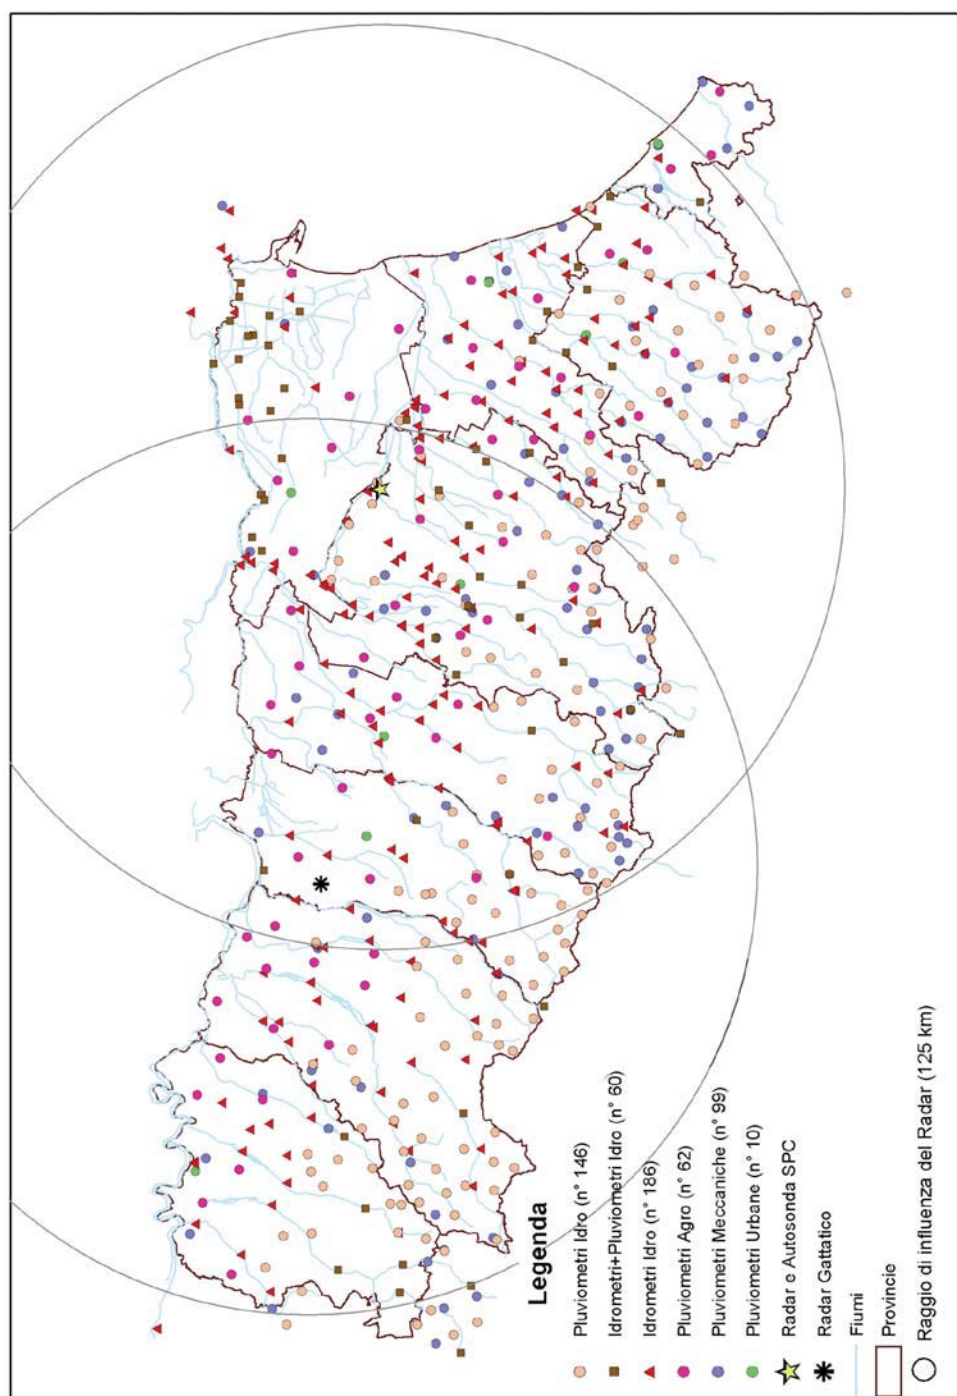 Legenda
Pluviometri Idro (n° 146)
Idrometri+Pluviometri Idro (n° 60)
Idrometri Idro (n° 186)
Pluviometri Agro (n° 62)
Pluviometri Meccaniche (n° 99)
Pluviometri Urbane (n° 10)
Radar e Autosonda SPC
Radar Gattatico
Fiumi
Provincie
Raggio di influenza del Radar (125 km)